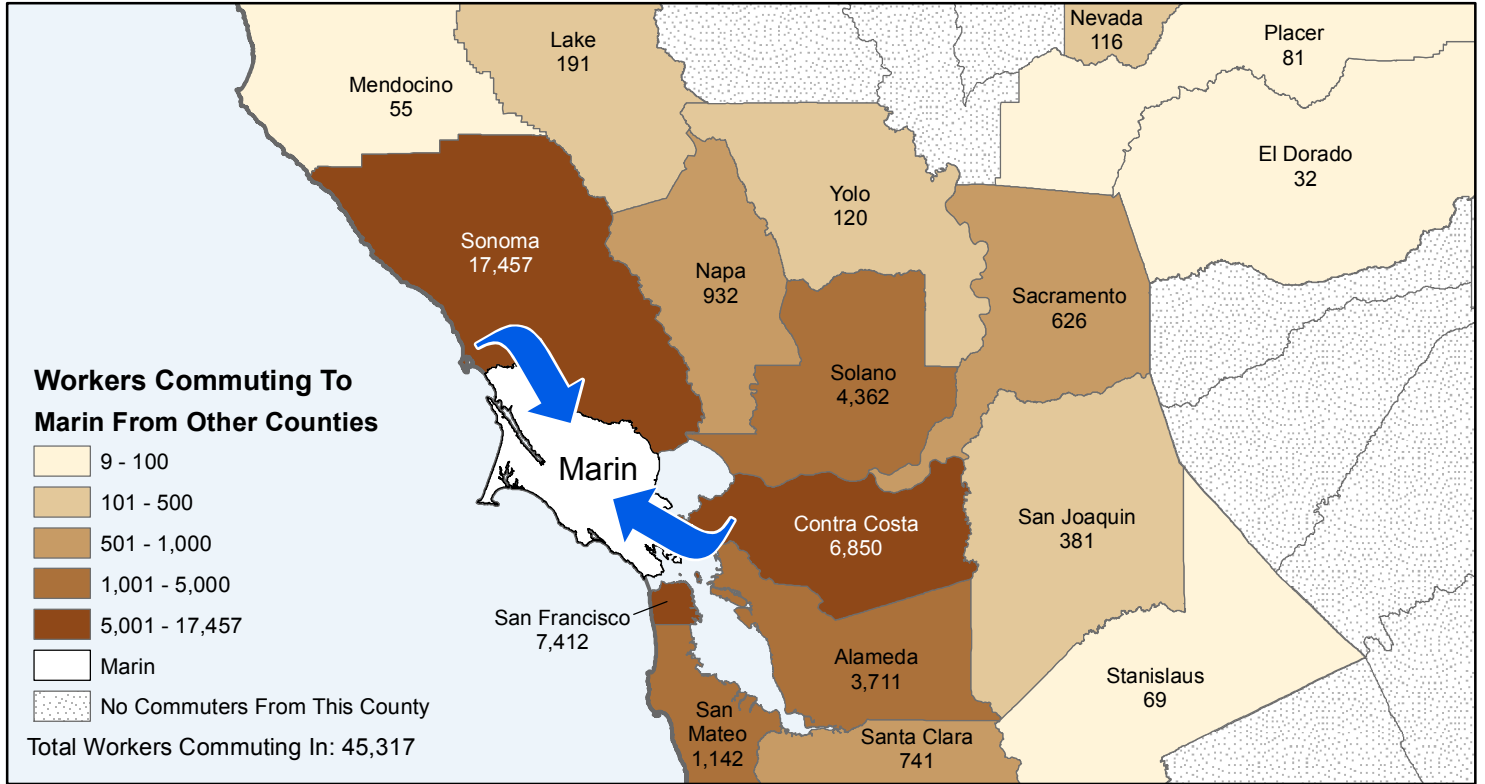 Nevada
116
Placer
81
Lake
191
Mendocino
55
El Dorado
32
Yolo
120
Sonoma
17,457
Napa
932
Sacramento
626
Solano
4,362
Workers Commuting To
Marin From Other Counties
9 - 100
101 - 500
501 - 1,000
1,001 - 5,000
5,001 - 17,457
Marin
No Commuters From This County
Total Workers Commuting In: 45,317
Marin
Contra Costa
6,850
San Joaquin
381
San Francisco
7,412
Alameda
3,711
Stanislaus
69
San
Mateo
1,142
Santa Clara
741